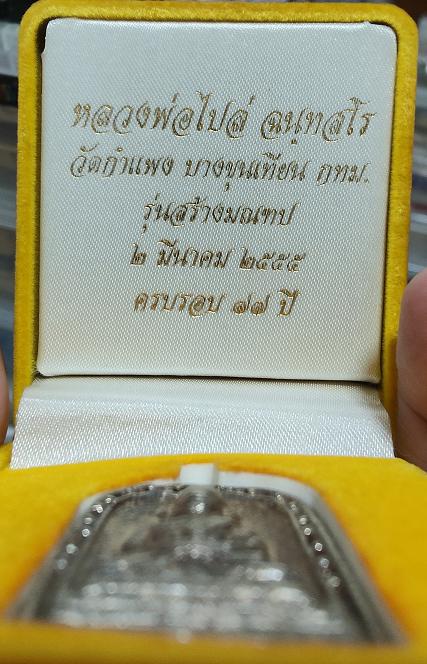 หลวงพ่อไปล่ ฉนฺทสโร
วัดกำแพง บางขุนเทียน กทม.
รุ่นสร้างมณฑป
๒ มีนาคม ๒๕๕๕
ครบรอบ ๗๗ ปี